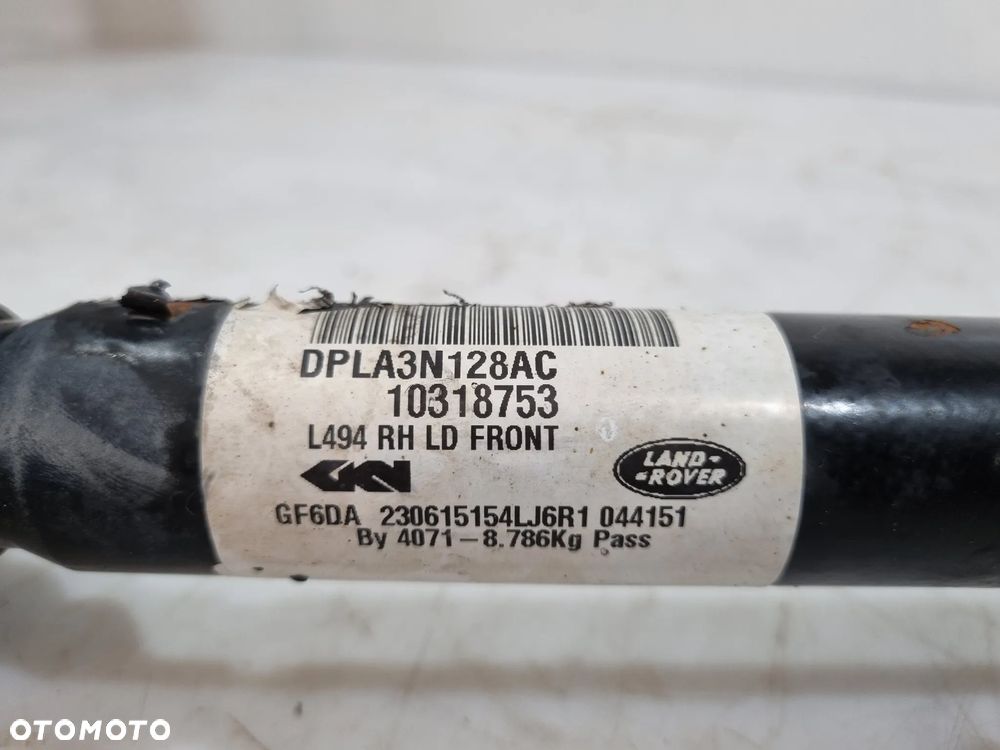 DPLA3N128AC
10318753
L494 RH LD FRONT
GKN
LAND-
-ROVER
GF6DA 230615154LJ6R1 044151
By 4071-8.786Kg Pass
OTOMOTO